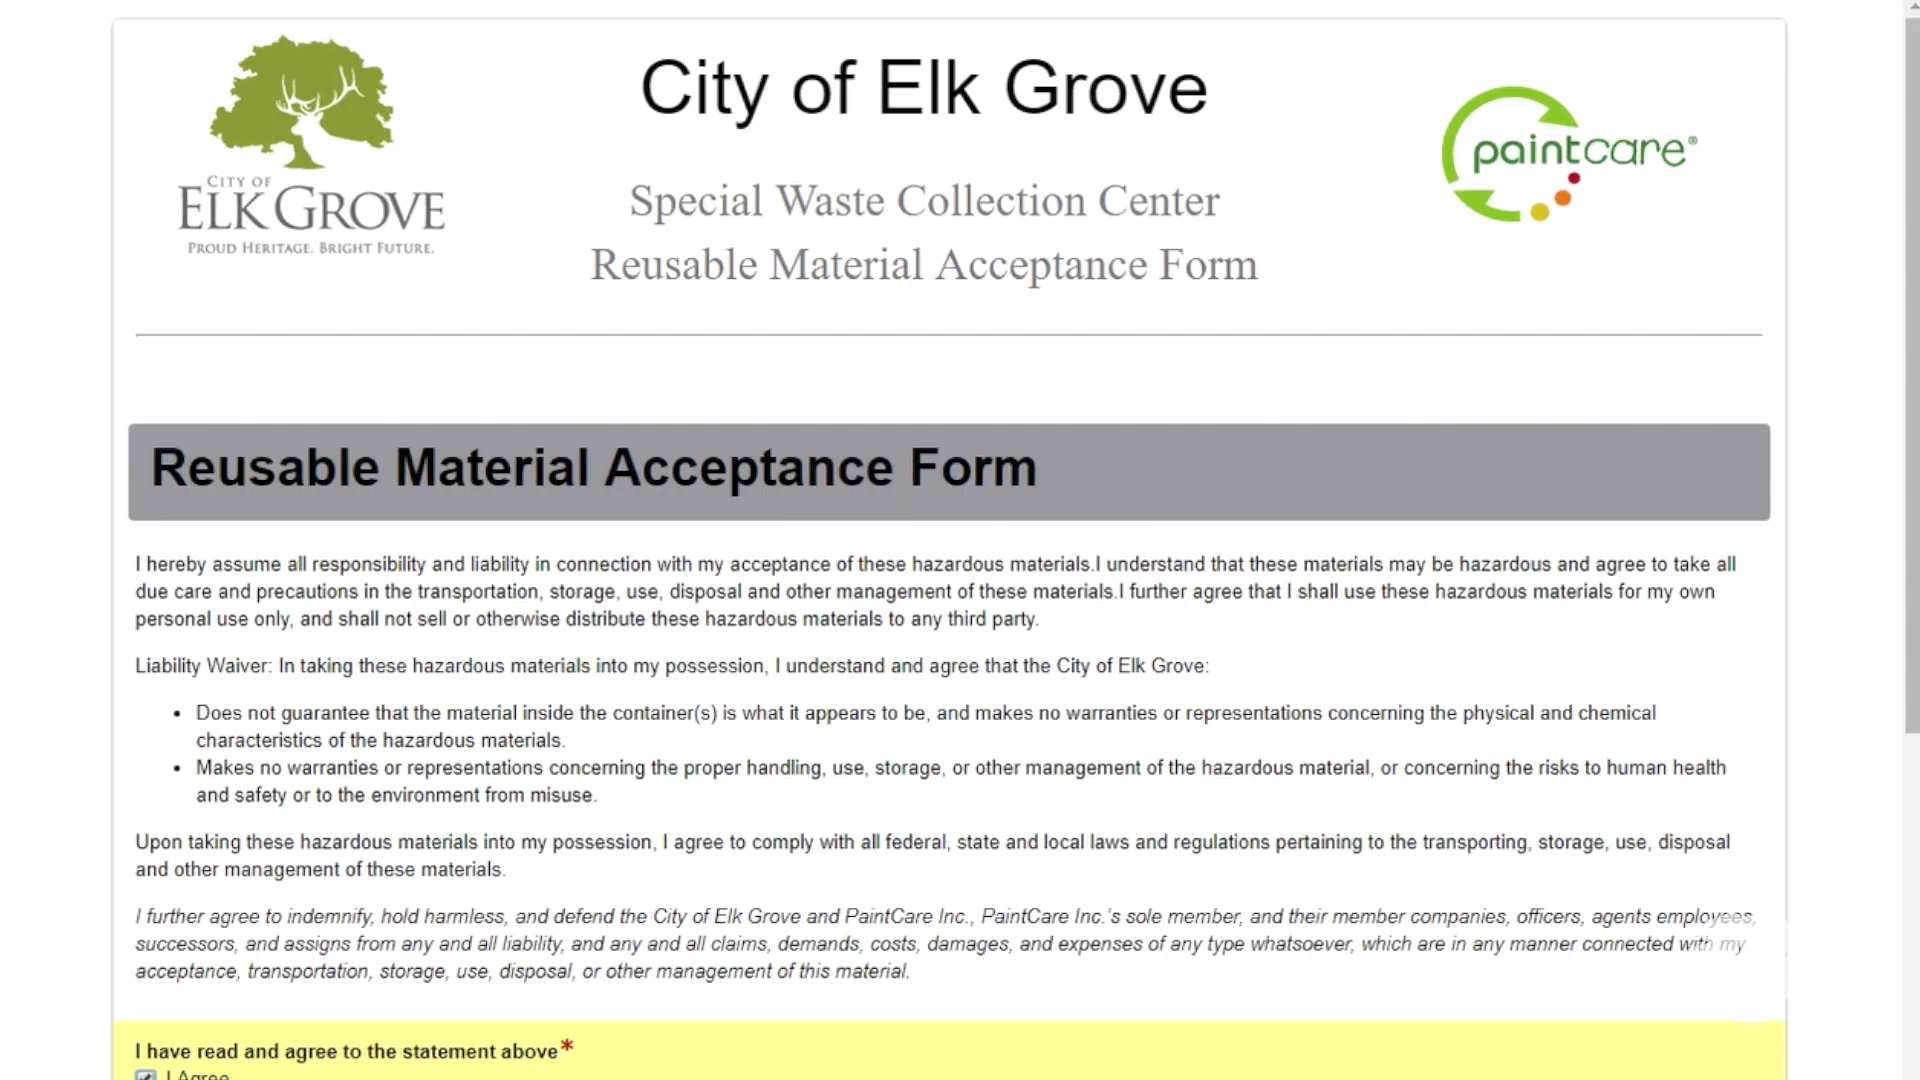 City of Elk Grove
CITY OF
ELK GROVE
PROUD HERITAGE. BRIGHT FUTURE.
paintcare®
Special Waste Collection Center
Reusable Material Acceptance Form
Reusable Material Acceptance Form
I hereby assume all responsibility and liability in connection with my acceptance of these hazardous materials.I understand that these materials may be hazardous and agree to take all
due care and precautions in the transportation, storage, use, disposal and other management of these materials.I further agree that I shall use these hazardous materials for my own
personal use only, and shall not sell or otherwise distribute these hazardous materials to any third party.
Liability Waiver: In taking these hazardous materials into my possession, I understand and agree that the City of Elk Grove:
• Does not guarantee that the material inside the container(s) is what it appears to be, and makes no warranties or representations concerning the physical and chemical
characteristics of the hazardous materials.
• Makes no warranties or representations concerning the proper handling, use, storage, or other management of the hazardous material, or concerning the risks to human health
and safety or to the environment from misuse.
Upon taking these hazardous materials into my possession, I agree to comply with all federal, state and local laws and regulations pertaining to the transporting, storage, use, disposal
and other management of these materials.
I further agree to indemnify, hold harmless, and defend the City of Elk Grove and PaintCare Inc., PaintCare Inc.'s sole member, and their member companies, officers, agents employees,
successors, and assigns from any and all liability, and any and all claims, demands, costs, damages, and expenses of any type whatsoever, which are in any manner connected with my
acceptance, transportation, storage, use, disposal, or other management of this material.
I have read and agree to the statement above*
I Agree